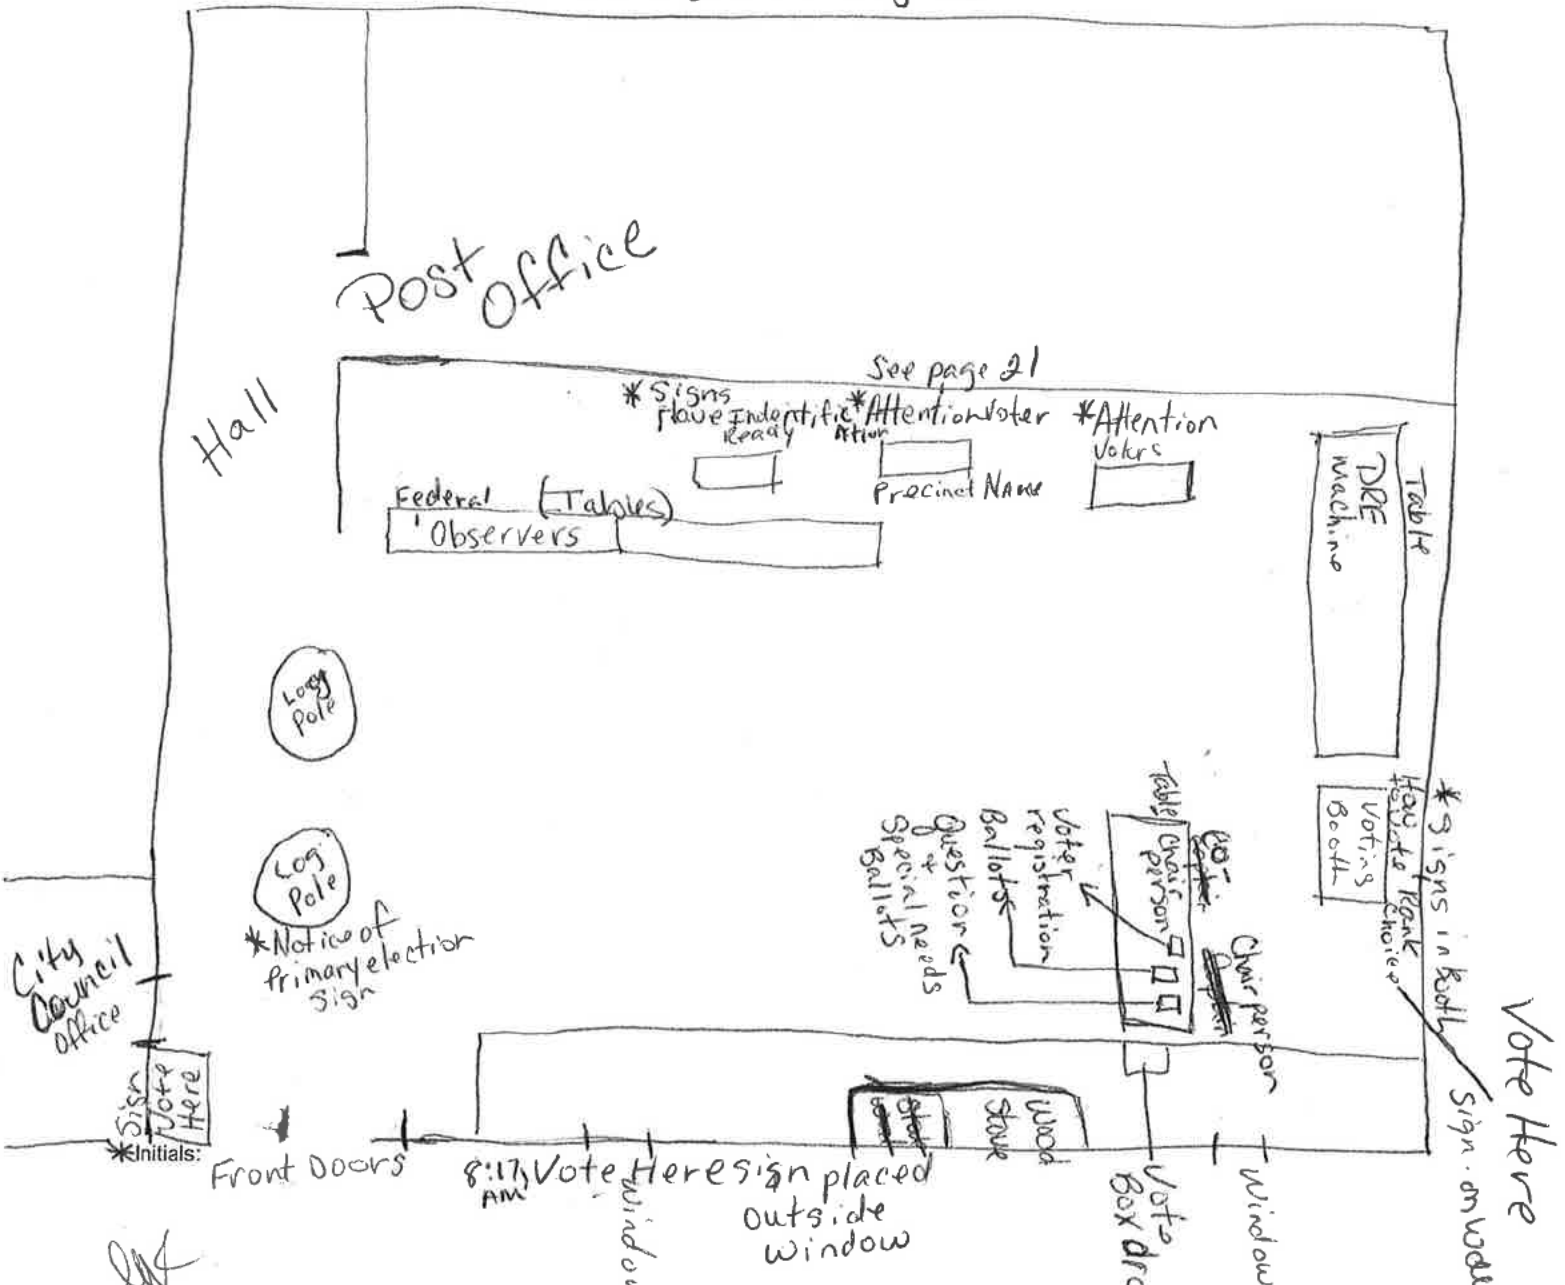 Post
Office
Hall
See page 21
*Signs
Have Indentific
Ation
Ready
*Attention Voter
Precinct Name
*Attention
Voters
Federal
Observers
(Tables)
DRE
Machine
Table
Log
Pole
Log
Pole
*Notice of
Primary election
Sign
City
Council
Office
*Sign
Vote
Here
Initials:
Front Doors
8:17
AM
Vote Here sign placed
outside
window
Window
Wood
Stove
Vote
Window
Table
Chair
person
Co-
Chair person
Voter
registration
Ballots
Question
+
Special needs
Ballots
Voting
Booth
How
to Vote Rank
Choice
*Signs in Booth
Vote Here
Sign on